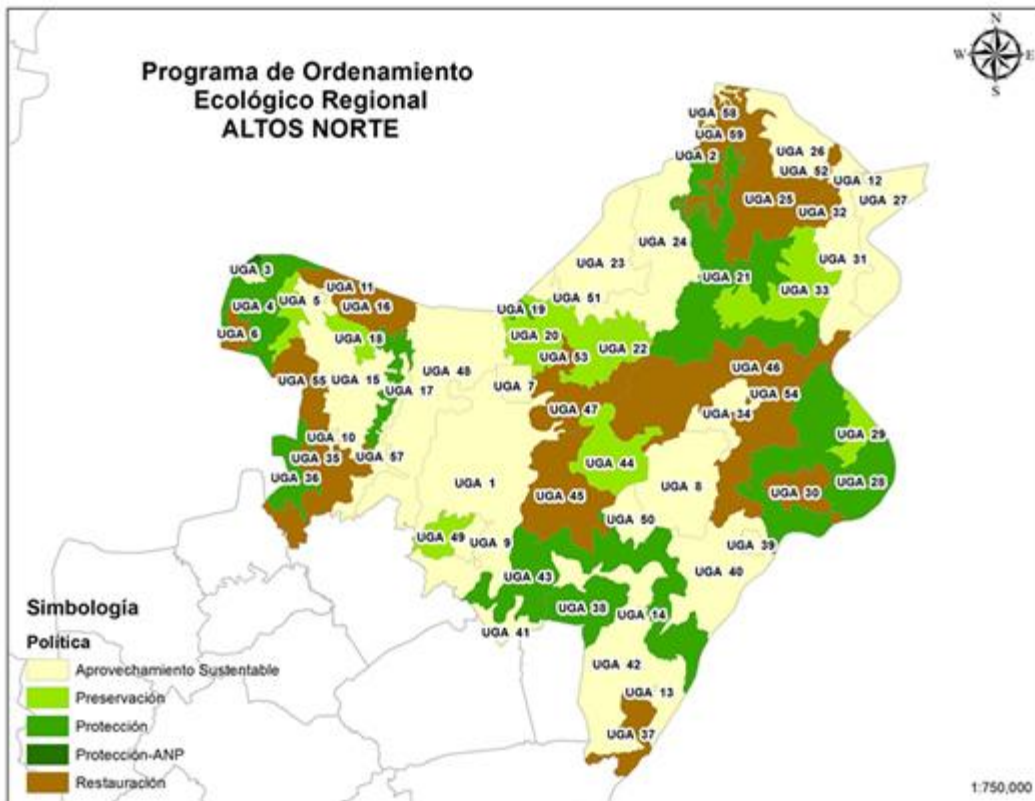 Programa de Ordenamiento
Ecológico Regional
ALTOS NORTE
N
W
E
S
UGA 58
UGA 59
UGA 2
UGA 26
UGA 52
UGA 12
UGA 27
UGA 25
UGA 32
UGA 24
UGA 31
UGA 23
UGA 3
UGA 21
UGA 11
UGA 33
UGA 5
UGA 51
UGA 4
UGA 16
UGA 19
UGA 6
UGA 18
UGA 20
UGA 22
UGA 53
UGA 46
UGA 55
UGA 15
UGA 48
UGA 17
UGA 7
UGA 54
UGA 47
UGA 34
UGA 10
UGA 29
UGA 35
UGA 57
UGA 44
UGA 36
UGA 1
UGA 8
UGA 28
UGA 45
UGA 30
UGA 50
UGA 49
UGA 9
UGA 39
UGA 40
UGA 43
UGA 38
UGA 14
UGA 41
UGA 42
UGA 13
UGA 37
Simbología
Política
Aprovechamiento Sustentable
Preservación
Protección
Protección-ANP
Restauración
1:750,000